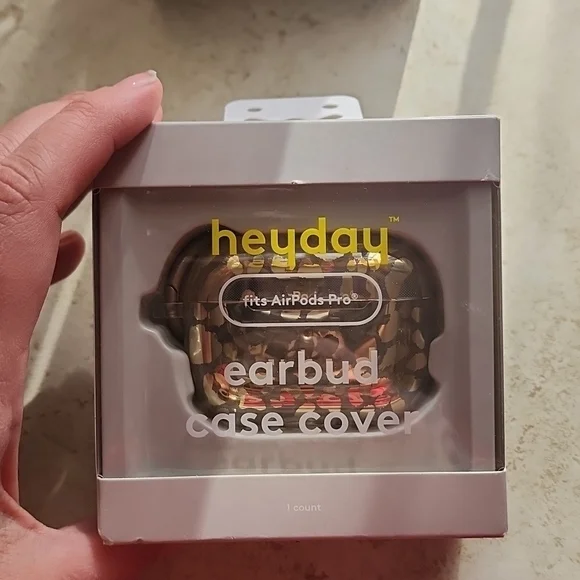 heyday™
fits AirPods Pro®
earbud
case cover
1 count